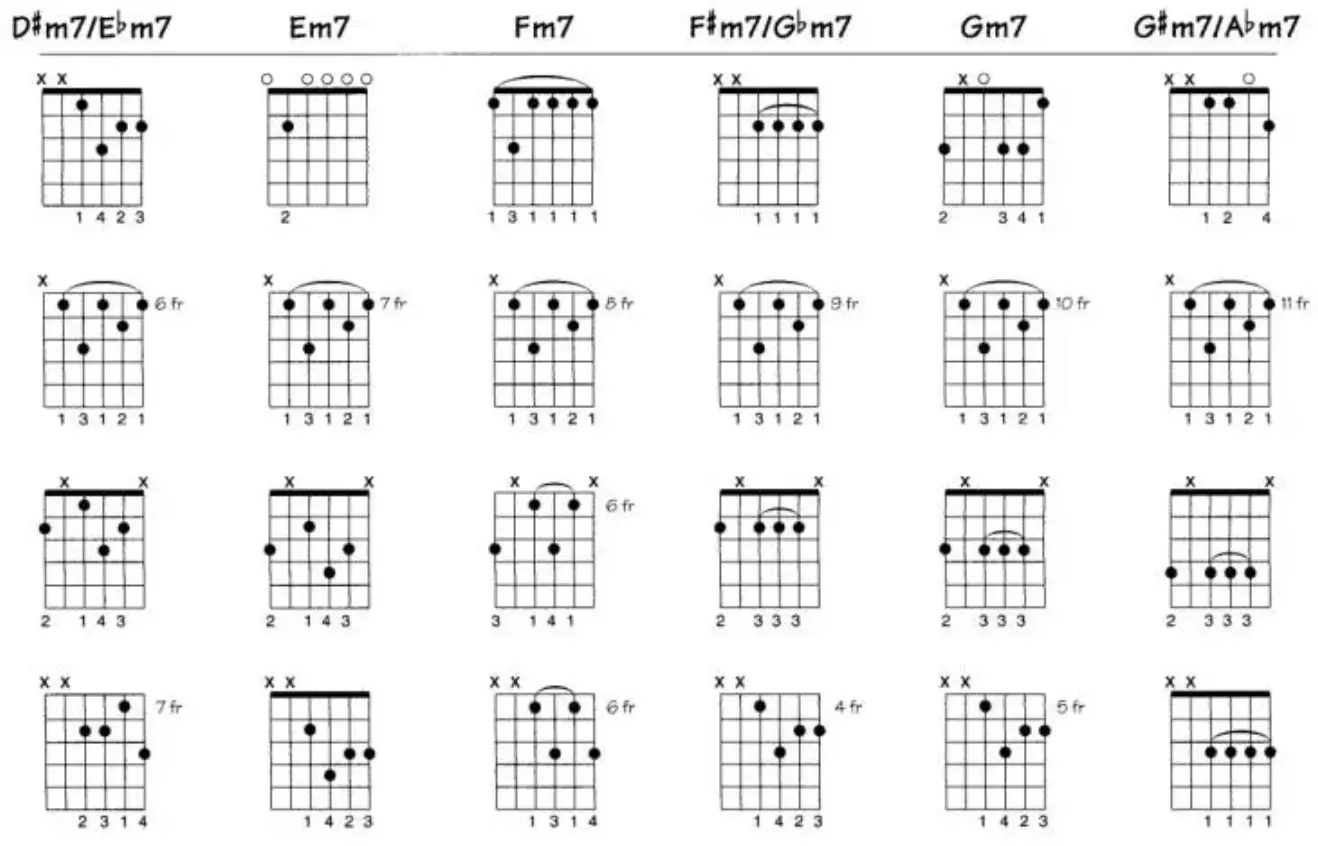 D♯m7/E♭m7 Em7 Fm7 F♯m7/G♭m7 Gm7 G♯m7/A♭m7
x x o o o o o x x x o x x o
1 4 2 3 2 1 3 1 1 1 1 1 1 1 1 2 3 4 1 1 2 4
x x x x x x
6 fr 7 fr 8 fr 9 fr 10 fr 11 fr
1 3 1 2 1 1 3 1 2 1 1 3 1 2 1 1 3 1 2 1 1 3 1 2 1 1 3 1 2 1
x x x x x x x x x x x x
6 fr
2 1 4 3 2 1 4 3 3 1 4 1 2 3 3 3 2 3 3 3 2 3 3 3
x x x x x x x x x x x x
7 fr 6 fr 4 fr 5 fr
2 3 1 4 1 4 2 3 1 3 1 4 1 4 2 3 1 4 2 3 1 1 1 1